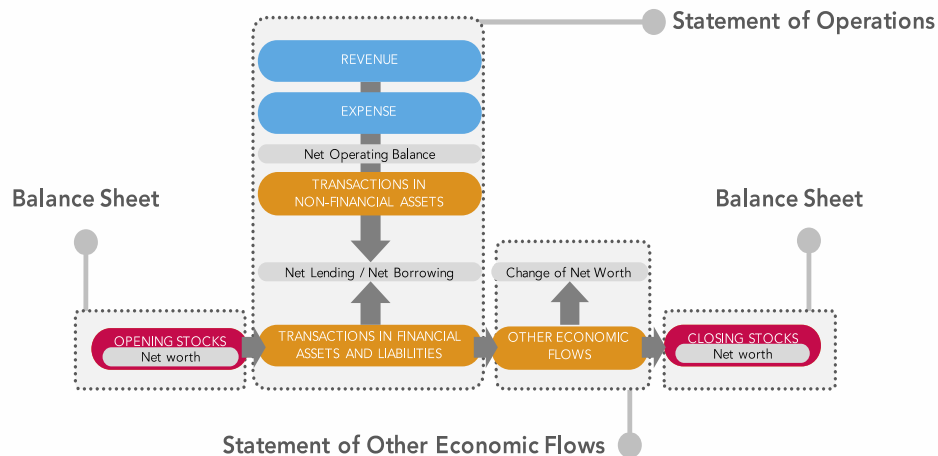 Statement of Operations
REVENUE
EXPENSE
Net Operating Balance
TRANSACTIONS IN
NON-FINANCIAL ASSETS
Balance Sheet
Balance Sheet
Net Lending / Net Borrowing
Change of Net Worth
OPENING STOCKS
Net worth
TRANSACTIONS IN FINANCIAL
ASSETS AND LIABILITIES
OTHER ECONOMIC
FLOWS
CLOSING STOCKS
Net worth
Statement of Other Economic Flows